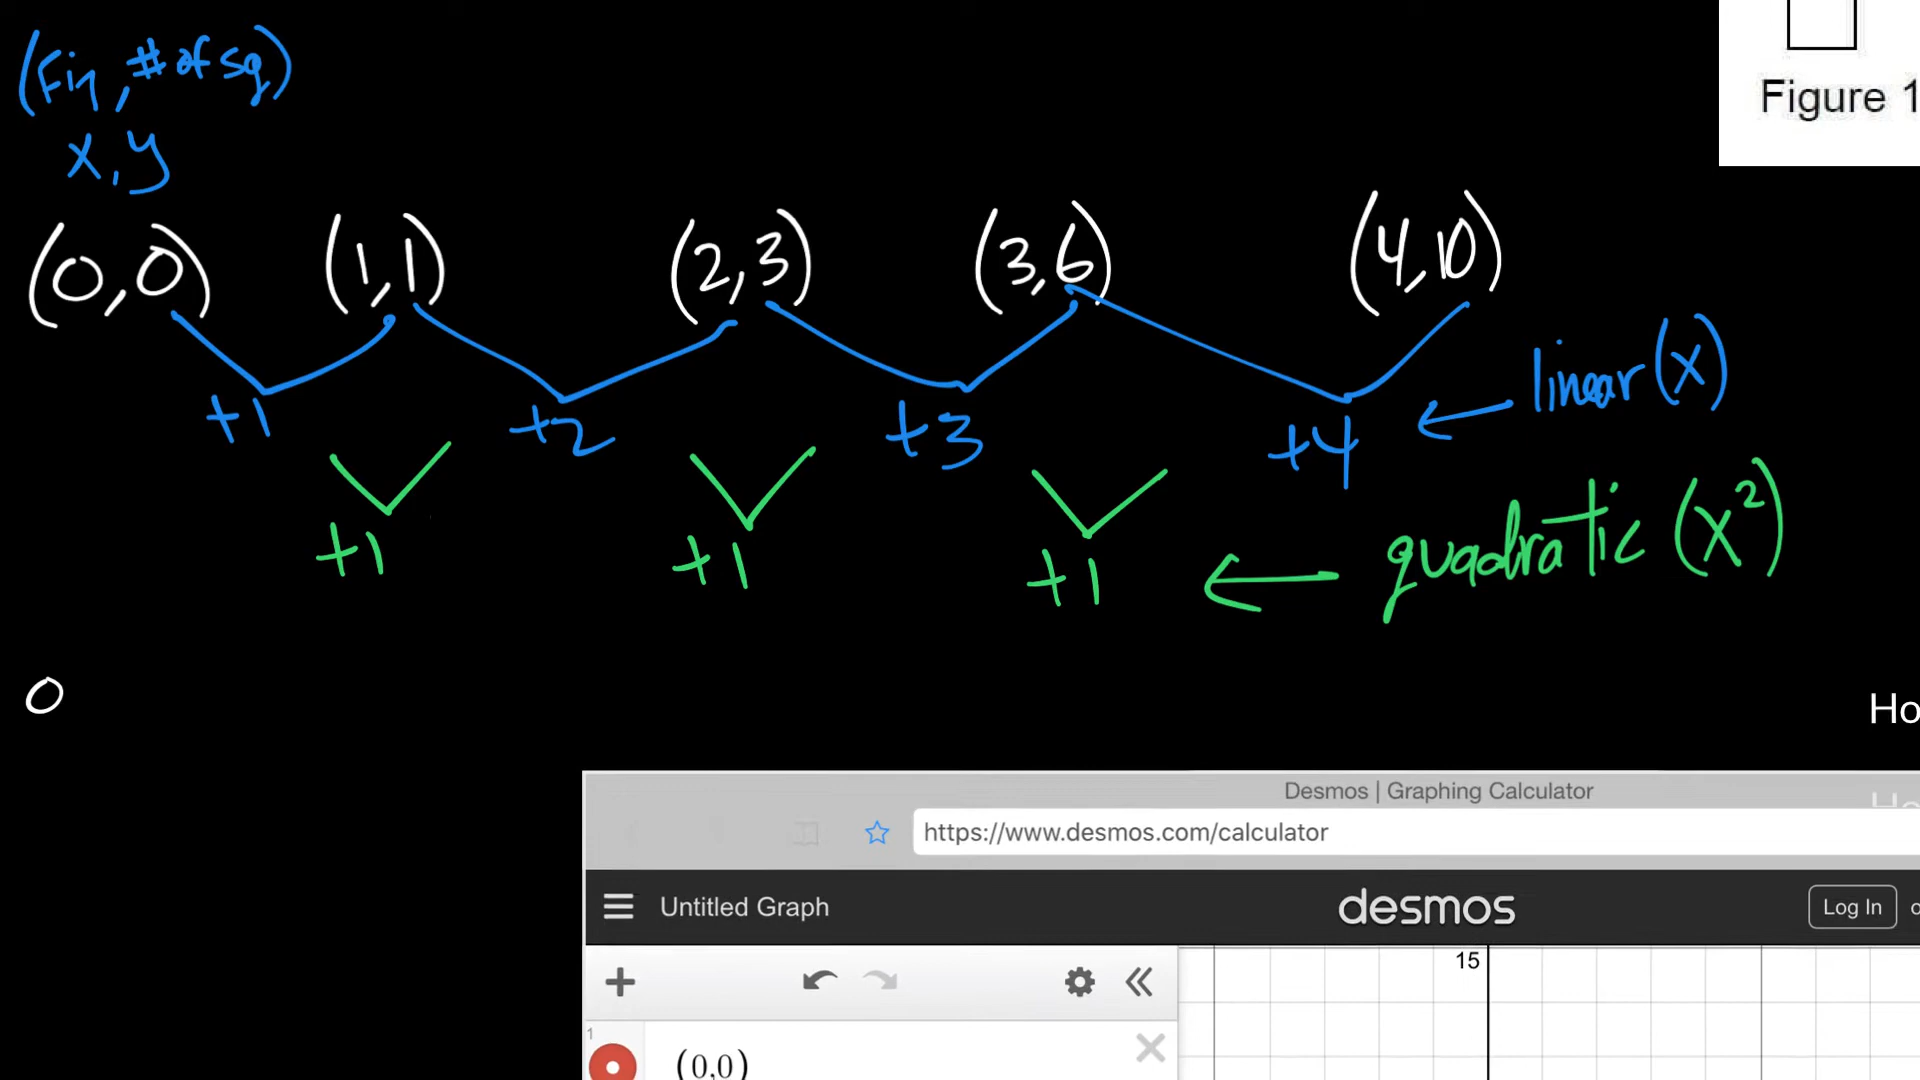 (Fig, # of sq)
x, y
Figure 1
(0,0) (1,1) (2,3) (3,6) (4,10)
+1 +2 +3 +4 ← linear (x)
+1 +1 +1 ← quadratic (x²)
0
Ho
Desmos | Graphing Calculator
Ho
https://www.desmos.com/calculator
Untitled Graph
desmos
Log In
o
15
1
(0,0)